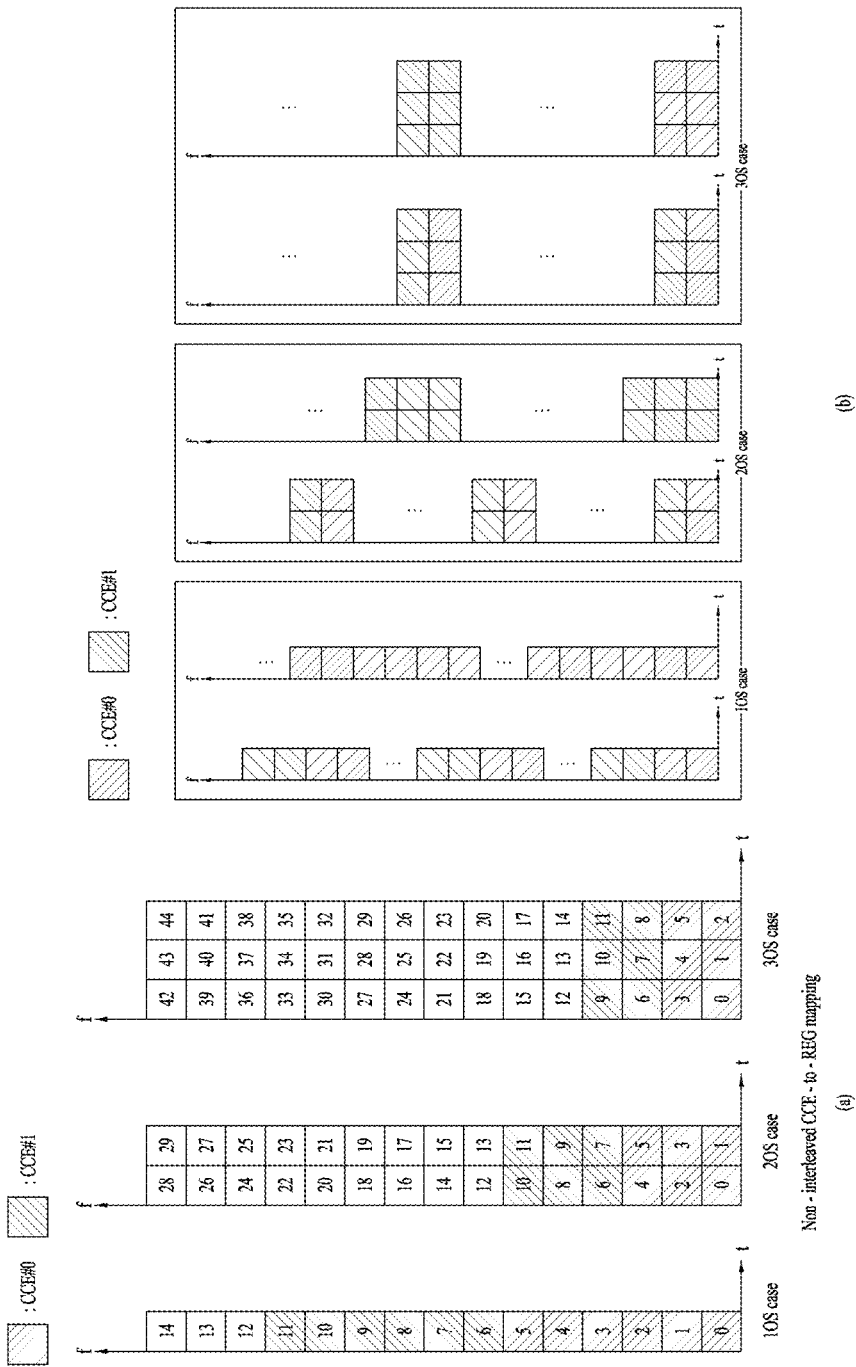 : CCE#0
: CCE#1
f
14
13
12
11
10
9
8
7
6
5
4
3
2
1
0
t
1OS case
f
28 29
26 27
24 25
22 23
20 21
18 19
16 17
14 15
12 13
10 11
8 9
6 7
4 5
2 3
0 1
t
2OS case
f
42 43 44
39 40 41
36 37 38
33 34 35
30 31 32
27 28 29
24 25 26
21 22 23
18 19 20
15 16 17
12 13 14
9 10 11
6 7 8
3 4 5
0 1 2
t
3OS case
Non - interleaved CCE - to - REG mapping
(a)
: CCE#0
: CCE#1
f
...
...
t
f
...
...
t
1OS case
f
...
...
t
f
...
...
t
2OS case
f
...
...
t
f
...
...
t
3OS case
(b)